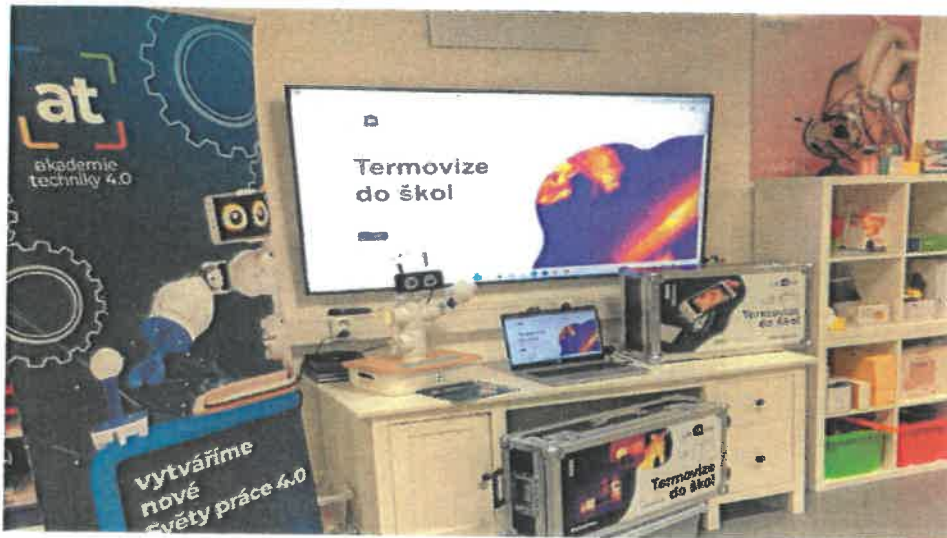 at
akademie
techniky 4.0
vytváříme
nové
Světy práce 4.0
Termovize
do škol
Termovize
do škol
Termovize
do škol